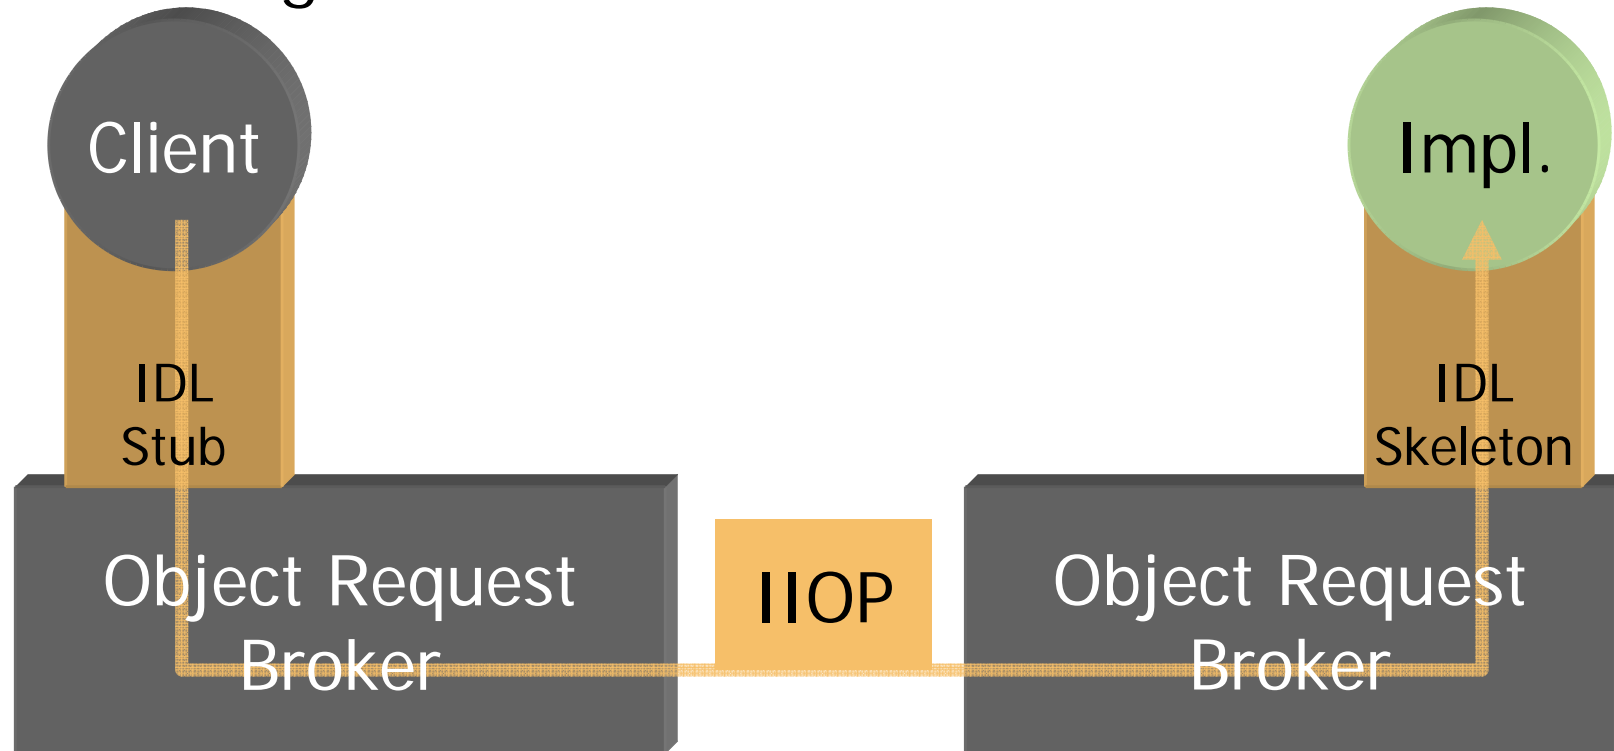 Client
Impl.
IDL
Stub
IDL
Skeleton
Object Request
Broker
IIOP
Object Request
Broker